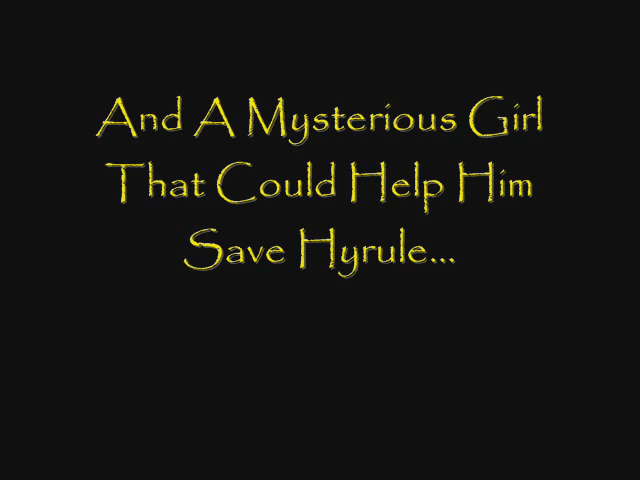 And A Mysterious Girl
That Could Help Him
Save Hyrule...